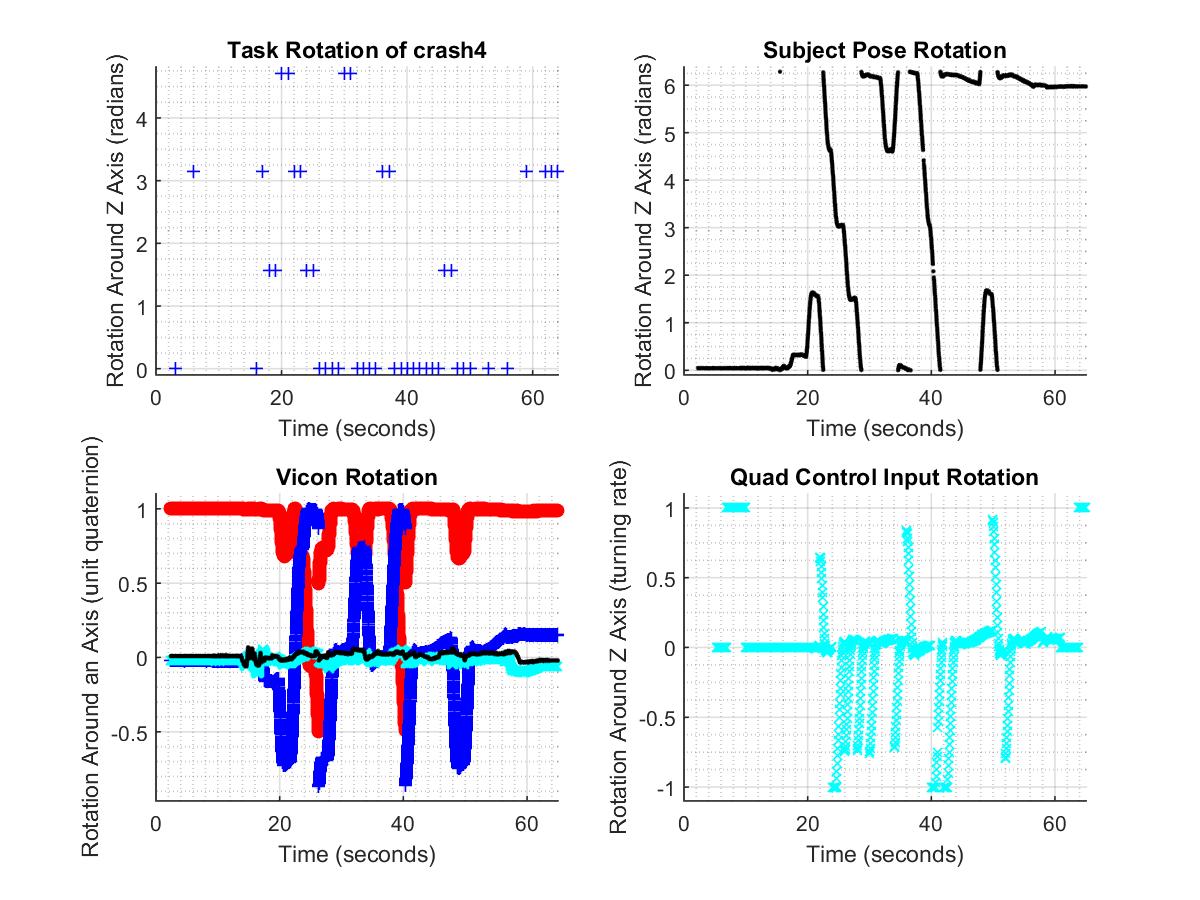 Task Rotation of crash4
Rotation Around Z Axis (radians)
4
3
2
1
0
0 20 40 60
Time (seconds)
Subject Pose Rotation
Rotation Around Z Axis (radians)
6
5
4
3
2
1
0
0 20 40 60
Time (seconds)
Vicon Rotation
Rotation Around an Axis (unit quaternion)
1
0.5
0
-0.5
0 20 40 60
Time (seconds)
Quad Control Input Rotation
Rotation Around Z Axis (turning rate)
1
0.5
0
-0.5
-1
0 20 40 60
Time (seconds)